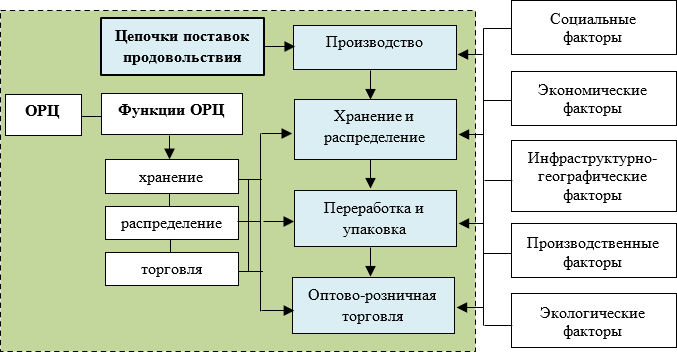 Цепочки поставок
продовольствия
Производство
ОРЦ
Функции ОРЦ
хранение
распределение
торговля
Хранение и
распределение
Переработка и
упаковка
Оптово-розничная
торговля
Социальные
факторы
Экономические
факторы
Инфраструктурно-
географические
факторы
Производственные
факторы
Экологические
факторы